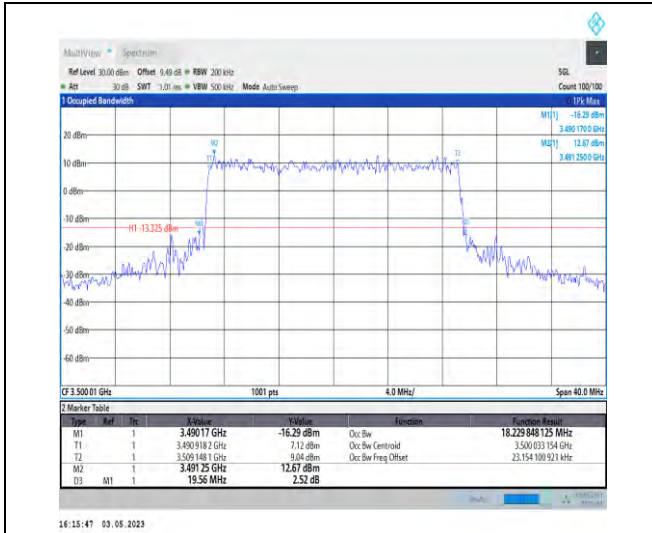 MultiView Spectrum
Ref Level 30.00 dBm Offset 9.49 dB RBW 200 kHz SGL
Att 30 dB SWT 1.01 ms VBW 500 kHz Mode Auto Sweep Count 100/100
1 Occupied Bandwidth 1Pk Max
M1[1] -16.29 dBm
3.490 170 0 GHz
M2[1] 12.67 dBm
3.491 250 0 GHz
20 dBm
M2
T1
T2
10 dBm
0 dBm
-10 dBm
H1 -13.325 dBm
-20 dBm
-30 dBm
-40 dBm
-50 dBm
-60 dBm
CF 3.500 01 GHz 1001 pts 4.0 MHz/ Span 40.0 MHz
2 Marker Table
Type Ref Trc X-Value Y-Value Function Function Result
M1 1 3.49017 GHz -16.29 dBm Occ Bw 18.229 848 125 MHz
T1 1 3.490 918 2 GHz 7.12 dBm Occ Bw Centroid 3.500 033 154 GHz
T2 1 3.509 148 1 GHz 9.04 dBm Occ Bw Freq Offset 23.154 100 921 kHz
M2 1 3.491 25 GHz 12.67 dBm
D3 M1 1 19.56 MHz 2.52 dB
16:15:47 03.05.2023